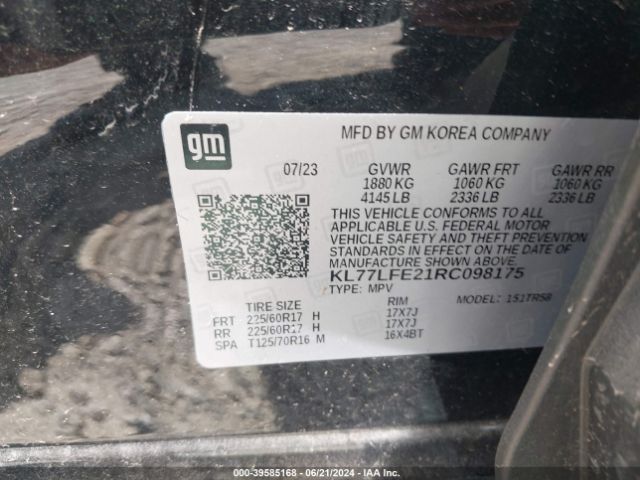 gm
MFD BY GM KOREA COMPANY
07/23 GVWR GAWR FRT GAWR RR
1880 KG 1060 KG 1060 KG
4145 LB 2336 LB 2336 LB
THIS VEHICLE CONFORMS TO ALL
APPLICABLE U.S. FEDERAL MOTOR
VEHICLE SAFETY AND THEFT PREVENTION
STANDARDS IN EFFECT ON THE DATE OF
MANUFACTURE SHOWN ABOVE.
KL77LFE21RC098175
TYPE: MPV MODEL: 1S1TR58
TIRE SIZE RIM
FRT 225/60R17 H 17X7J
RR 225/60R17 H 17X7J
SPA T125/70R16 M 16X4BT
000-39585168 - 06/21/2024 - IAA Inc.